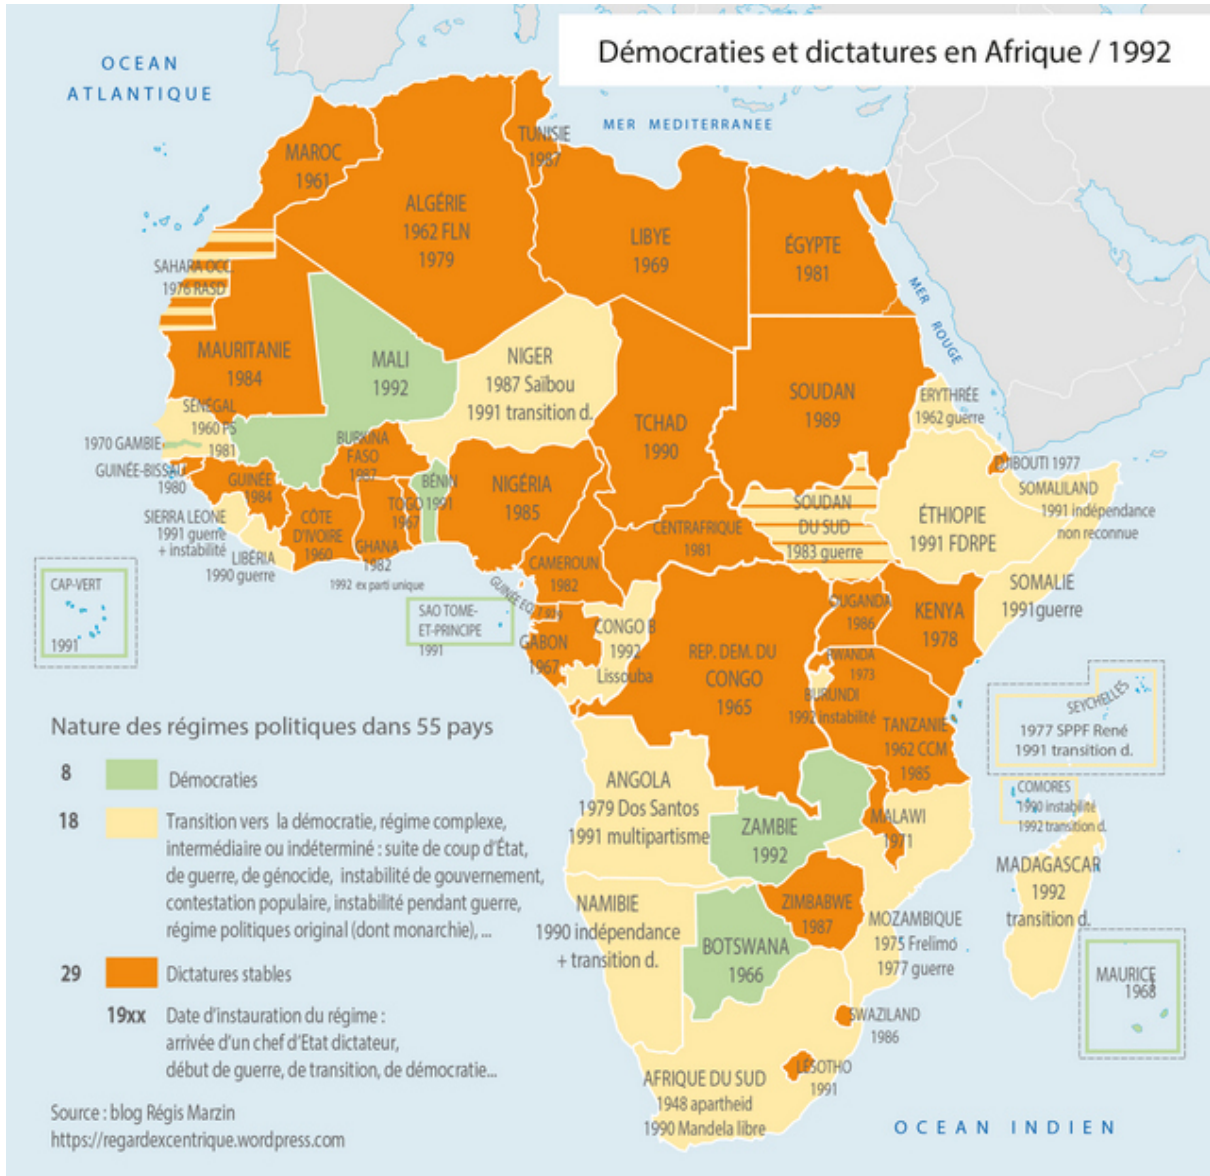 Démocraties et dictatures en Afrique / 1992
OCEAN
ATLANTIQUE
MER MEDITERRANEE
MAROC
1961
TUNISIE
1987
ALGÉRIE
1962 FLN
1979
LIBYE
1969
ÉGYPTE
1981
MER ROUGE
SAHARA OCC.
1976 RASD
MAURITANIE
1984
MALI
1992
NIGER
1987 Saïbou
1991 transition d.
TCHAD
1990
SOUDAN
1989
ERYTHRÉE
1962 guerre
SÉNÉGAL
1960 PS
1981
1970 GAMBIE
GUINÉE-BISSAU
1980
GUINÉE
1984
BURKINA
FASO
1987
BÉNIN
1991
NIGÉRIA
1985
DJIBOUTI 1977
SOMALILAND
1991 indépendance
non reconnue
SIERRA LEONE
1991 guerre
+ instabilité
LIBÉRIA
1990 guerre
CÔTE
D'IVOIRE
1960
GHANA
1982
1992 ex parti unique
TOGO
1967
CAMEROUN
1982
CENTRAFRIQUE
1981
SOUDAN
DU SUD
1983 guerre
ÉTHIOPIE
1991 FDRPE
SOMALIE
1991guerre
CAP-VERT
1991
SAO TOME-
ET-PRINCIPE
1991
GUINÉE EQ. 1979
GABON
1967
CONGO B
1992
Lissouba
REP. DEM. DU
CONGO
1965
OUGANDA
1986
KENYA
1978
RWANDA
1973
BURUNDI
1992 instabilité
TANZANIE
1962 CCM
1985
SEYCHELLES
1977 SPPF René
1991 transition d.
COMORES
1990 instabilité
1992 transition d.
ANGOLA
1979 Dos Santos
1991 multipartisme
ZAMBIE
1992
MALAWI
1971
MADAGASCAR
1992
transition d.
NAMIBIE
1990 indépendance
+ transition d.
BOTSWANA
1966
ZIMBABWE
1987
MOZAMBIQUE
1975 Frelimó
1977 guerre
MAURICE
1968
SWAZILAND
1986
LÉSOTHO
1991
AFRIQUE DU SUD
1948 apartheid
1990 Mandela libre
OCEAN INDIEN
Nature des régimes politiques dans 55 pays
8 Démocraties
18 Transition vers la démocratie, régime complexe,
intermédiaire ou indéterminé : suite de coup d'État,
de guerre, de génocide, instabilité de gouvernement,
contestation populaire, instabilité pendant guerre,
régime politiques original (dont monarchie), ...
29 Dictatures stables
19xx Date d'instauration du régime :
arrivée d'un chef d'Etat dictateur,
début de guerre, de transition, de démocratie...
Source : blog Régis Marzin
https://regardexcentrique.wordpress.com